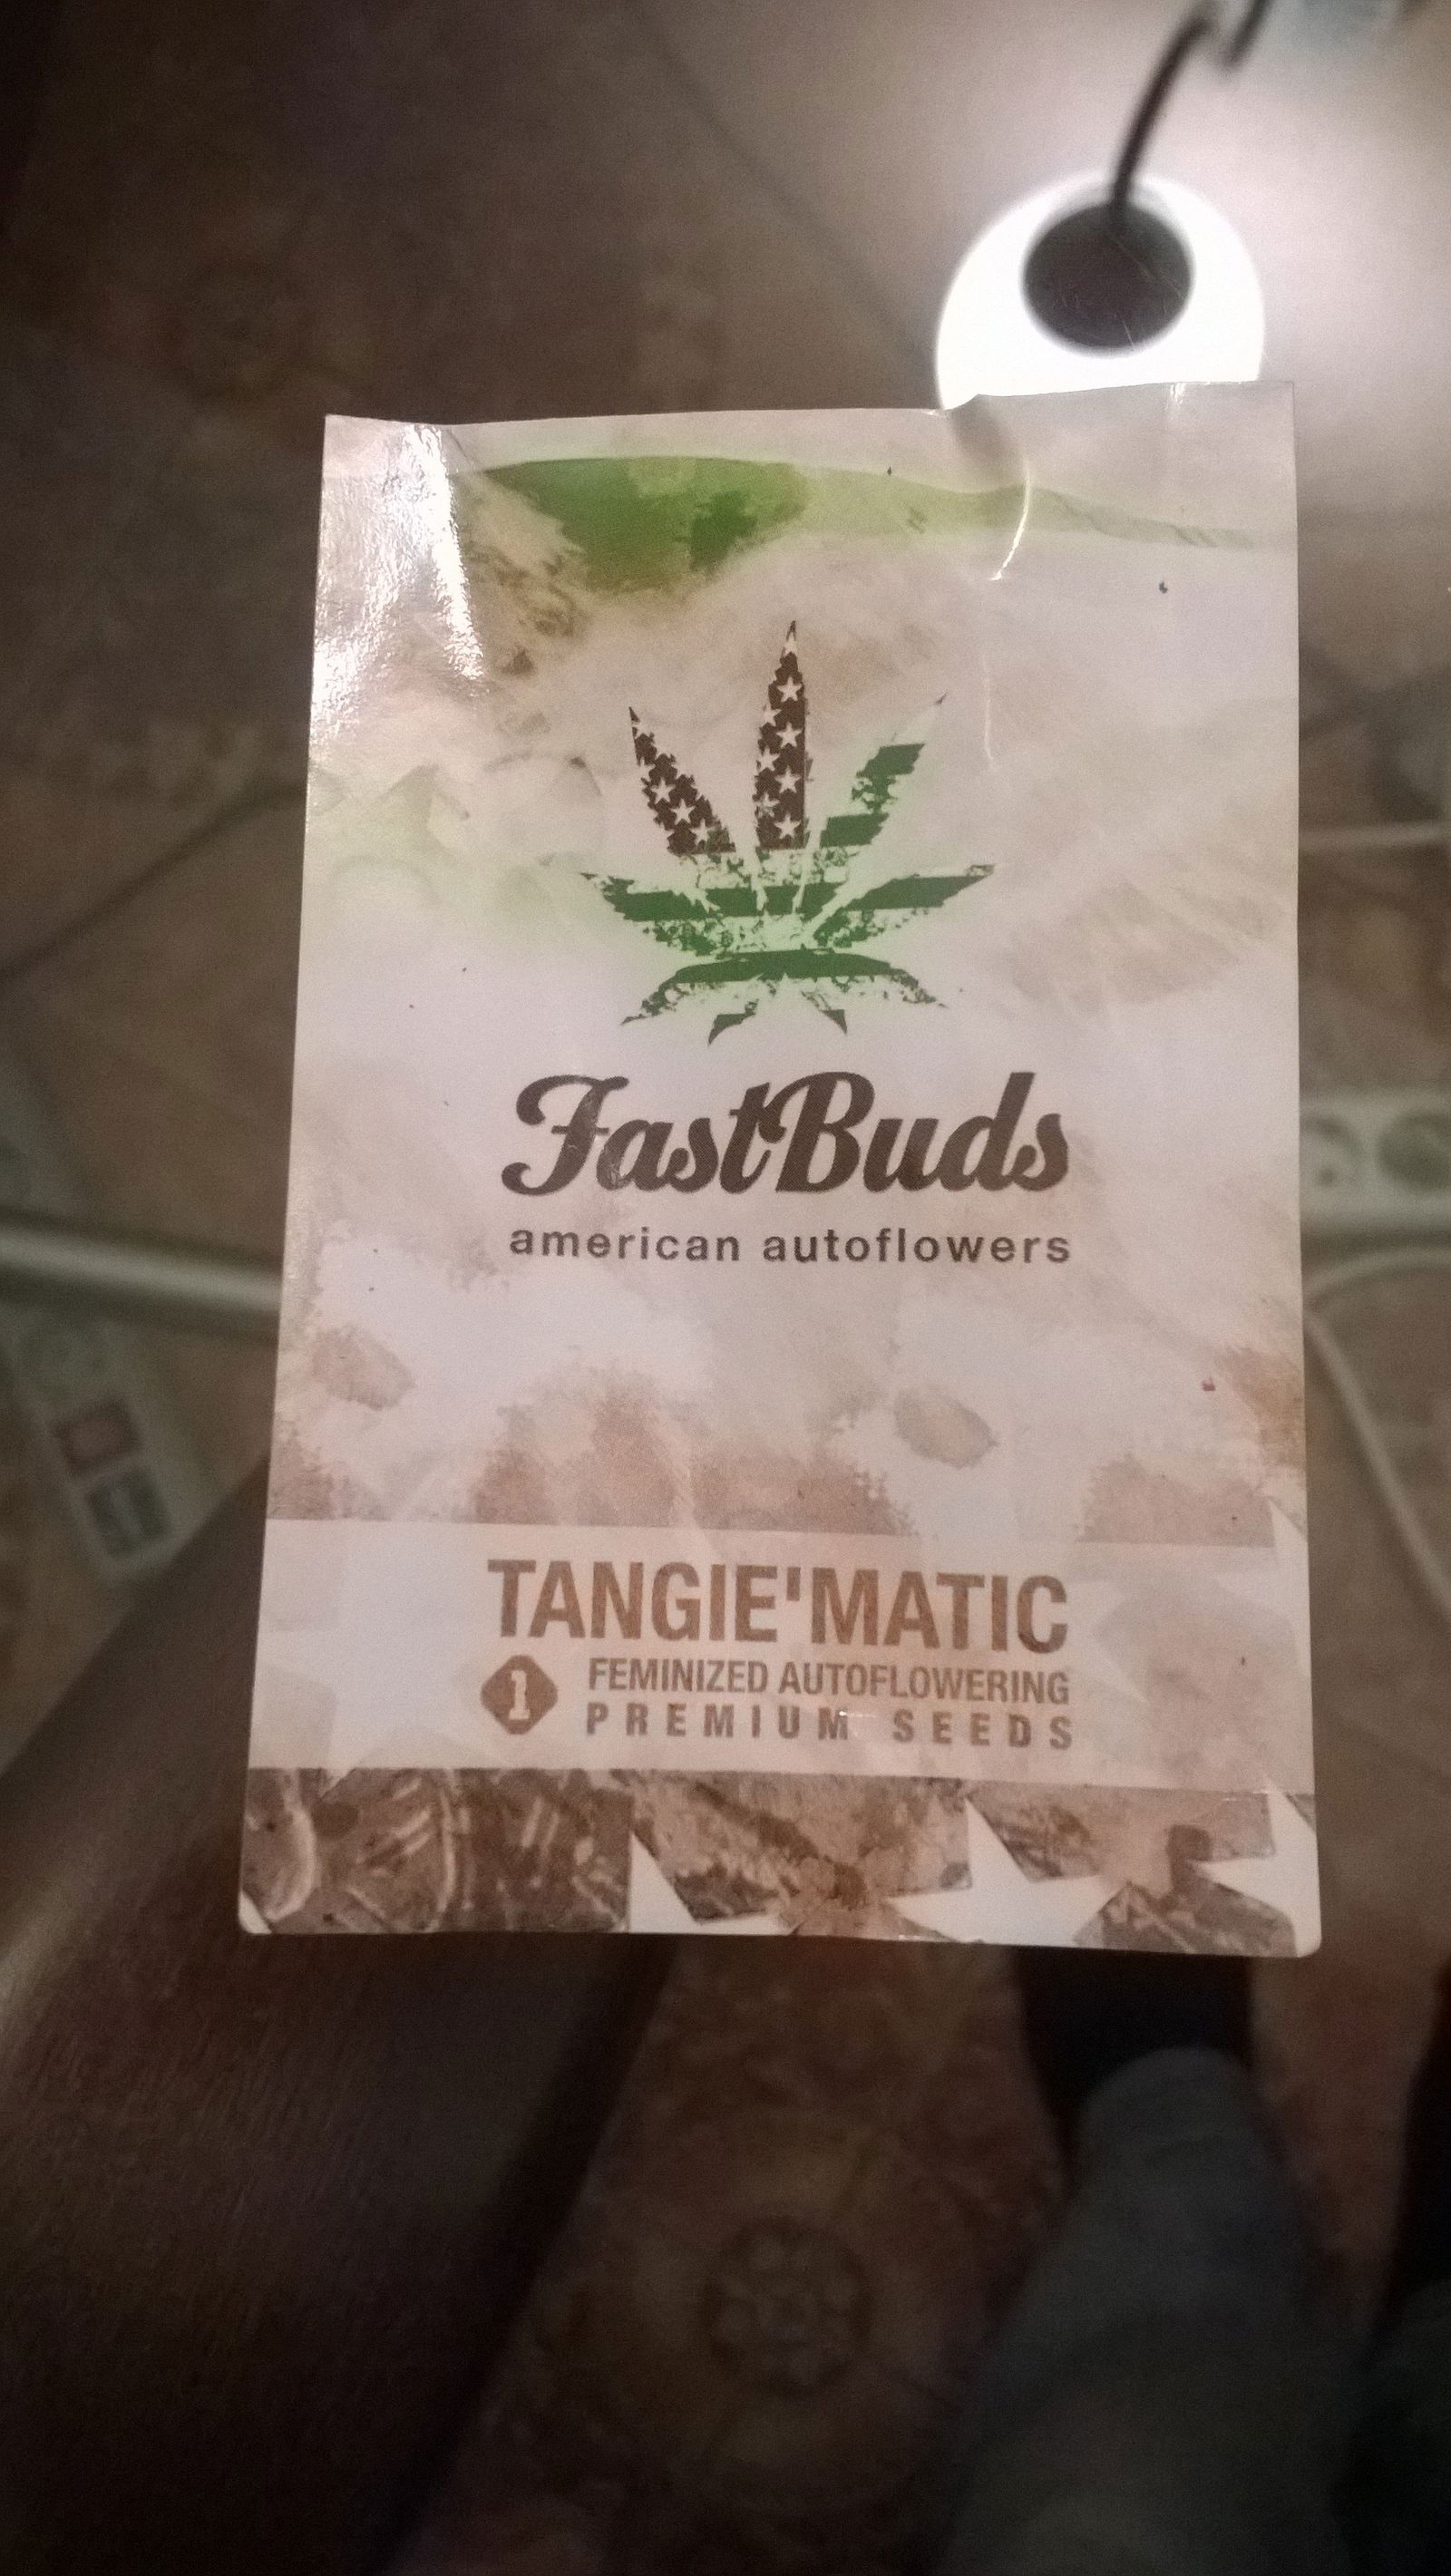 FastBuds
american autoflowers
TANGIE'MATIC
1 FEMINIZED AUTOFLOWERING
PREMIUM SEEDS